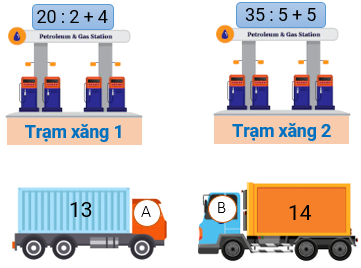 20 : 2 + 4
Petroleum & Gas Station
Trạm xăng 1
35 : 5 + 5
Petroleum & Gas Station
Trạm xăng 2
13
A
B
14